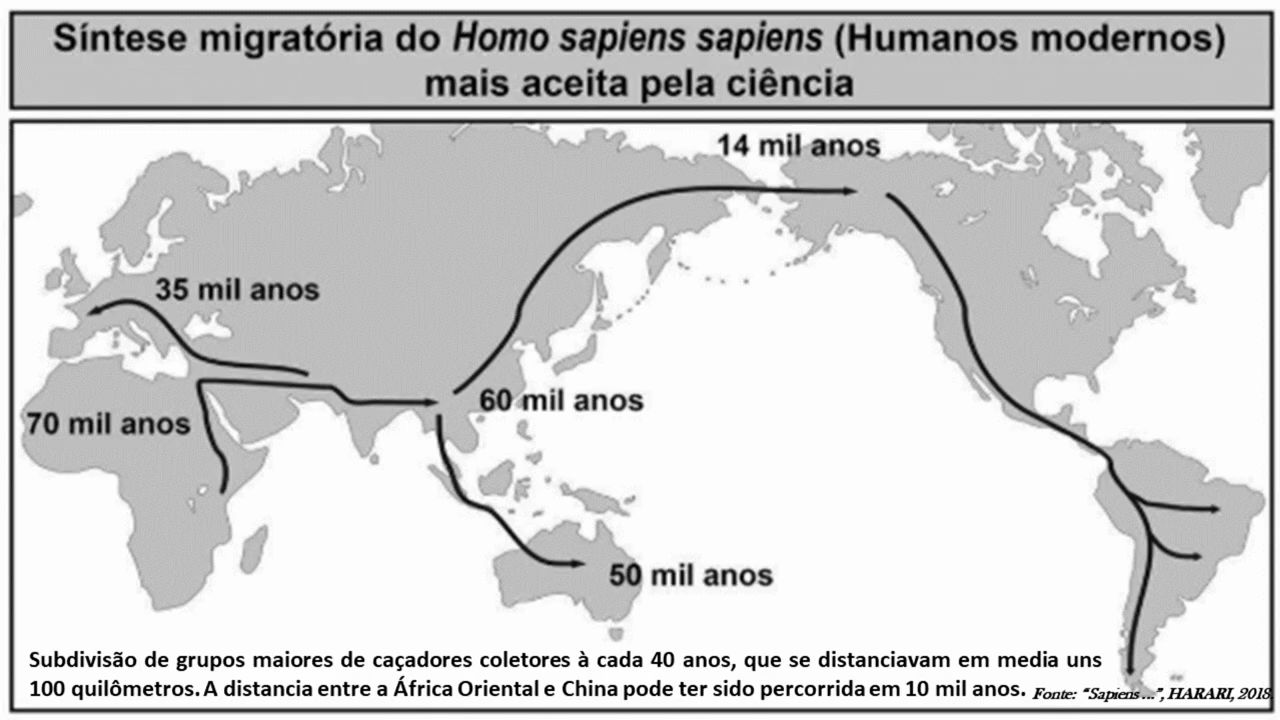 Síntese migratória do Homo sapiens sapiens (Humanos modernos)
mais aceita pela ciência
14 mil anos
35 mil anos
60 mil anos
70 mil anos
50 mil anos
Subdivisão de grupos maiores de caçadores coletores à cada 40 anos, que se distanciavam em media uns
100 quilômetros. A distancia entre a África Oriental e China pode ter sido percorrida em 10 mil anos. Fonte: "Sapiens...", HARARI, 2018